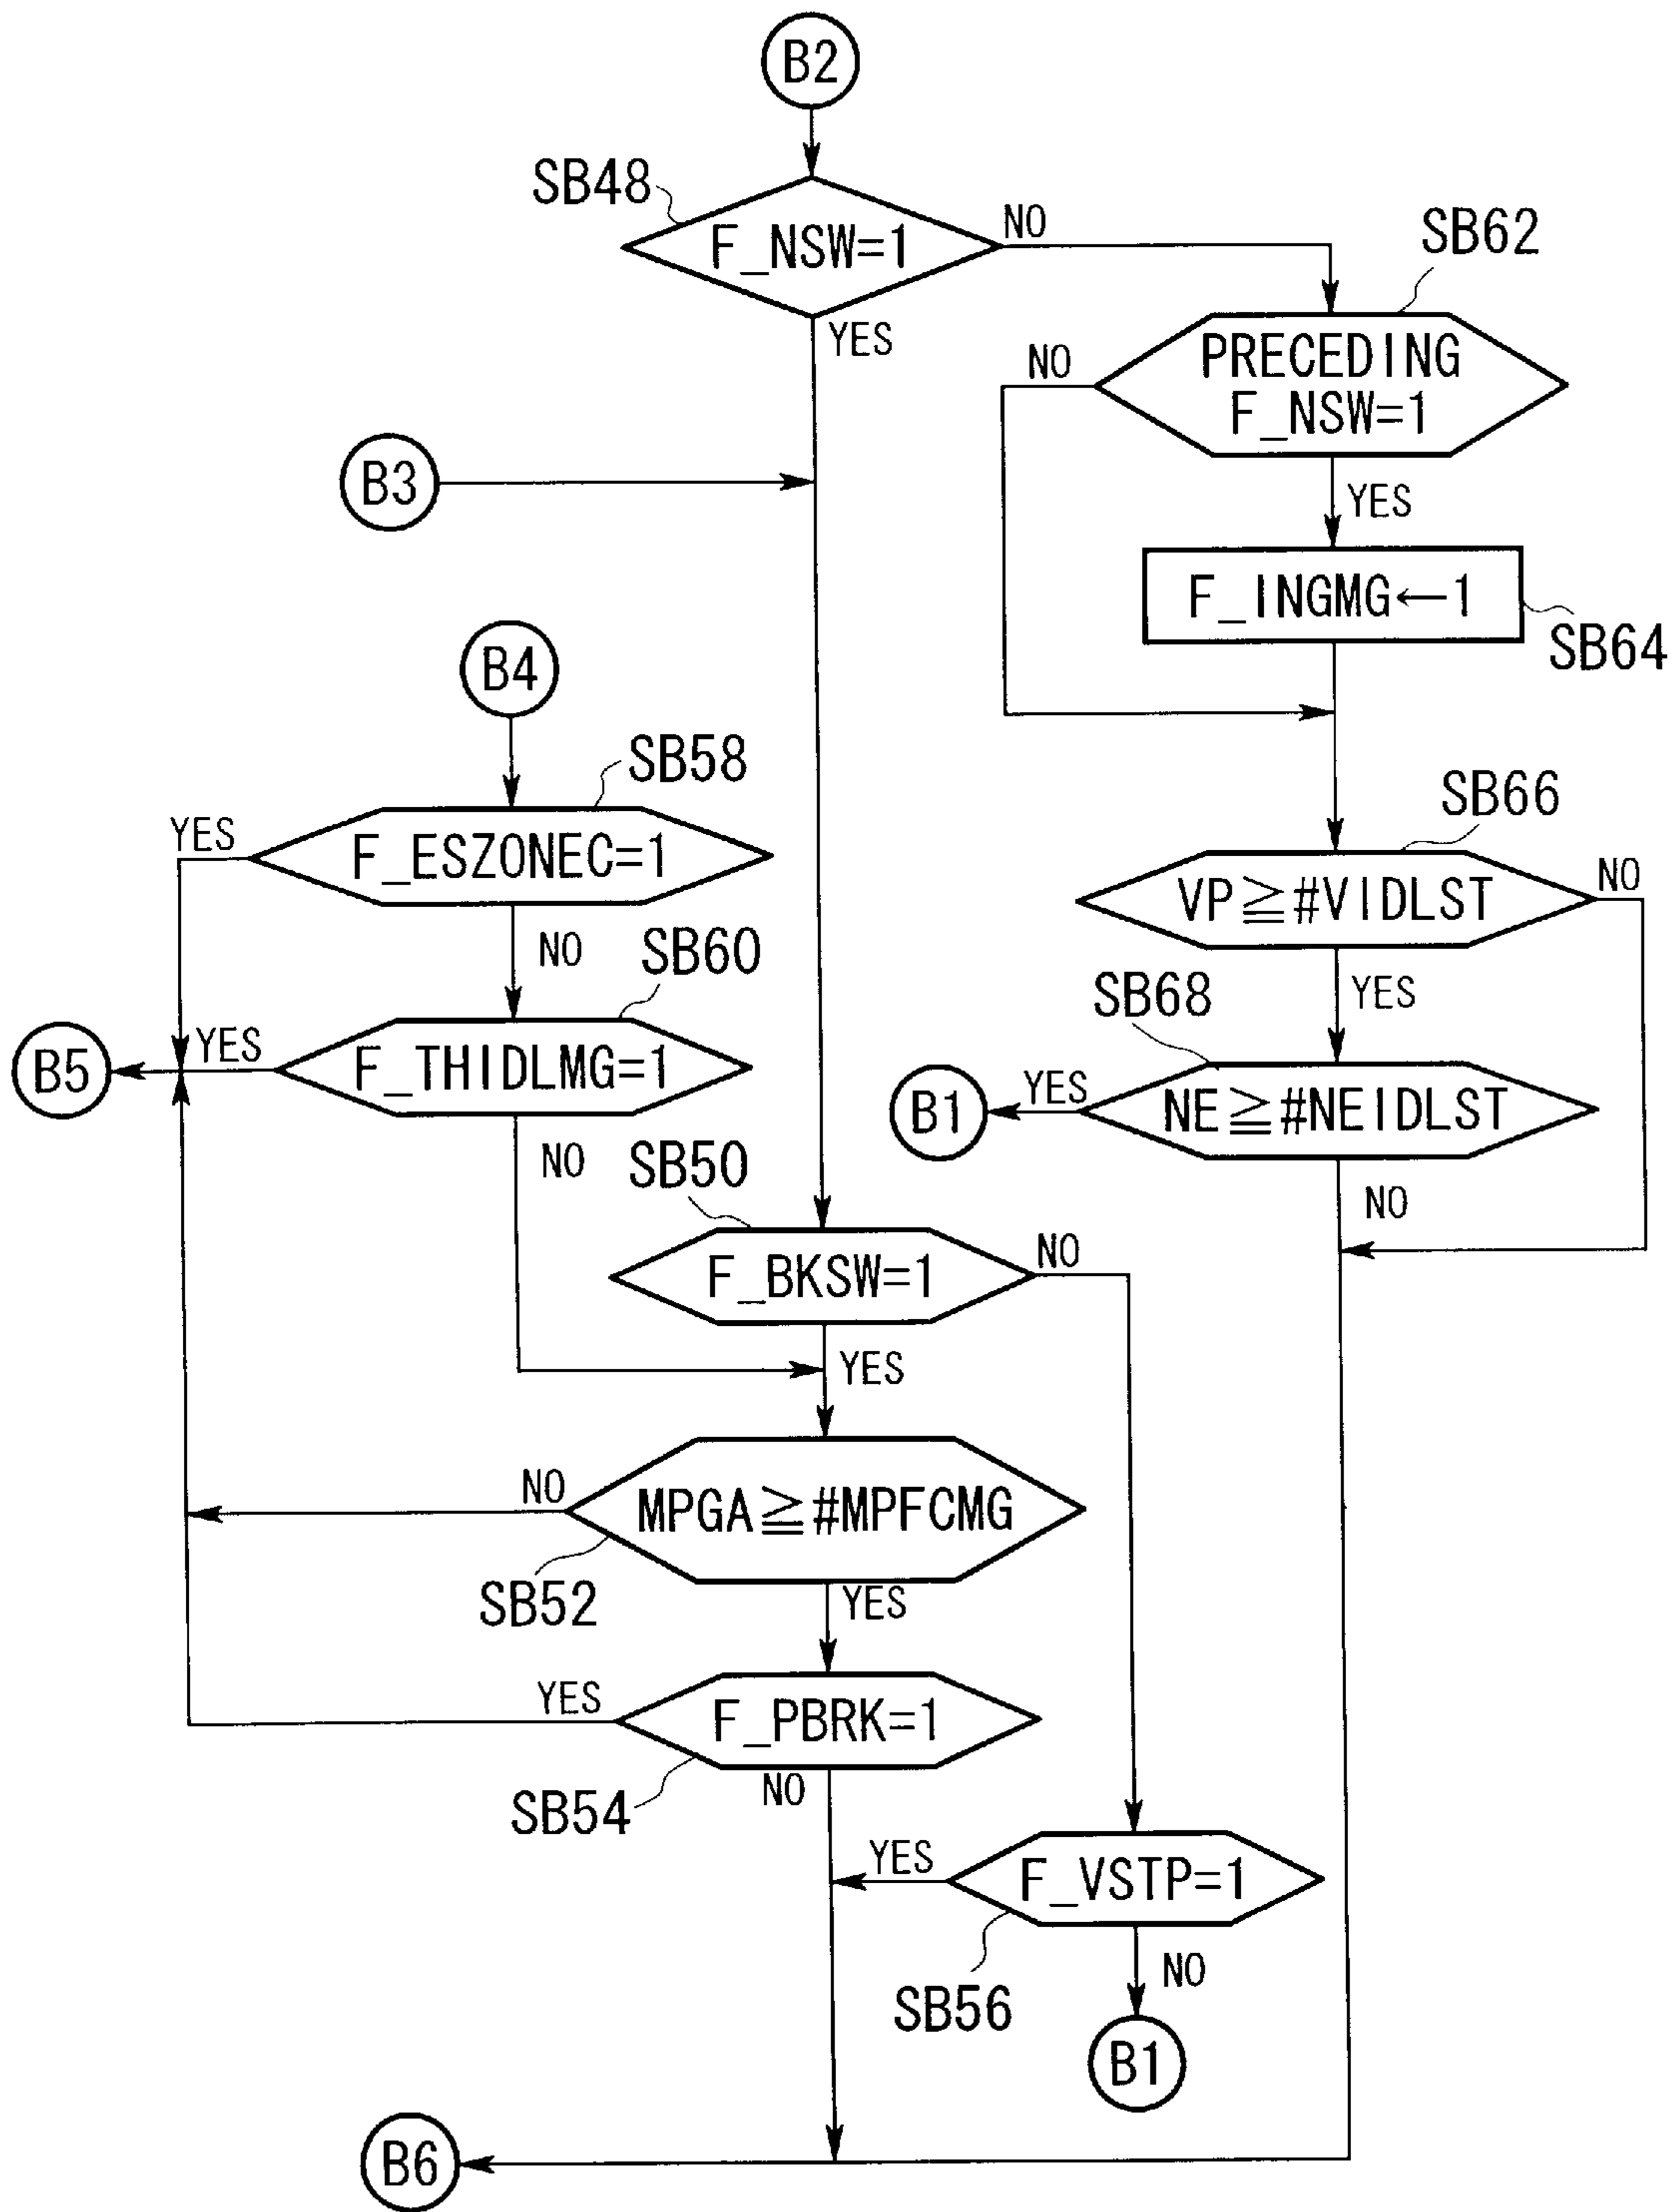 B2
SB48
F_NSW=1
NO
YES
SB62
PRECEDING
F_NSW=1
NO
YES
B3
F_INGMG←1
SB64
B4
SB58
F_ESZONEC=1
YES
NO
SB66
VP≧#VIDLST
NO
YES
SB60
F_THIDLMG=1
YES
NO
B5
SB68
NE≧#NEIDLST
YES
NO
B1
SB50
F_BKSW=1
NO
YES
MPGA≧#MPFCMG
NO
YES
SB52
F_PBRK=1
YES
NO
SB54
F_VSTP=1
YES
NO
SB56
B1
B6